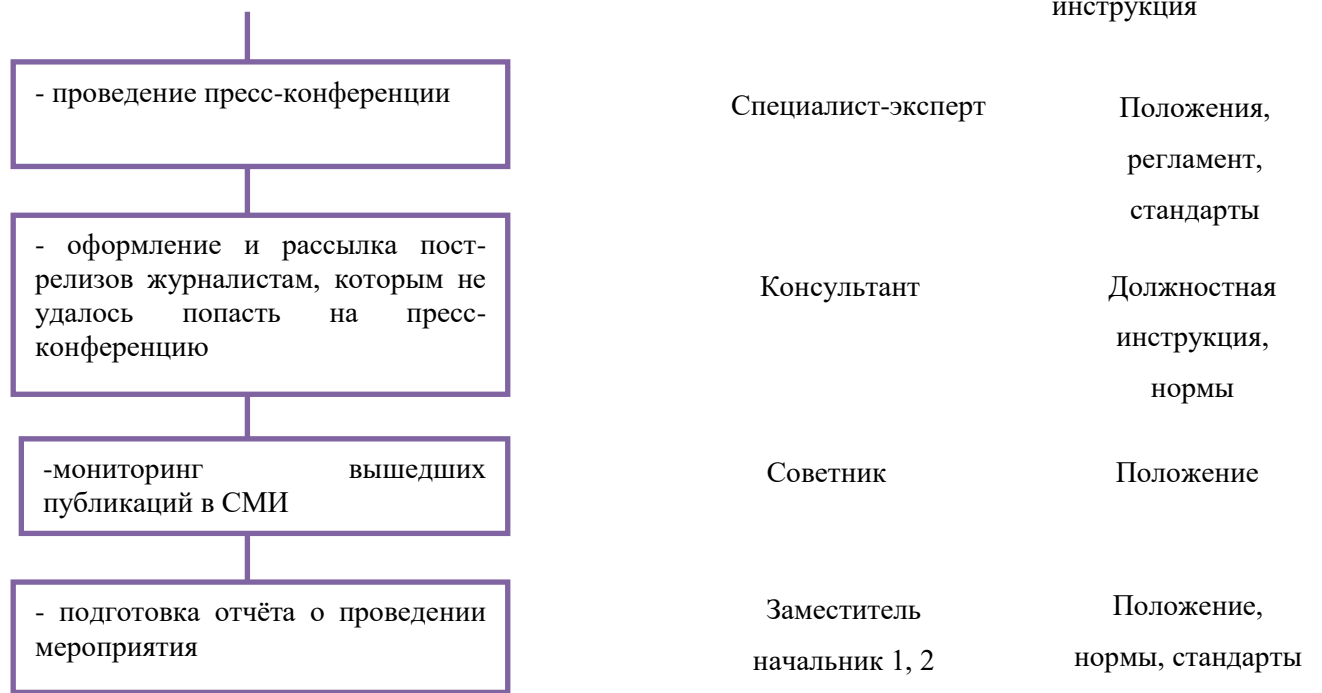 инструкция
- проведение пресс-конференции
Специалист-эксперт
Положения,
регламент,
стандарты
- оформление и рассылка пост-
релизов журналистам, которым не
удалось попасть на пресс-
конференцию
Консультант
Должностная
инструкция,
нормы
-мониторинг вышедших
публикаций в СМИ
Советник
Положение
- подготовка отчёта о проведении
мероприятия
Заместитель
начальник 1, 2
Положение,
нормы, стандарты